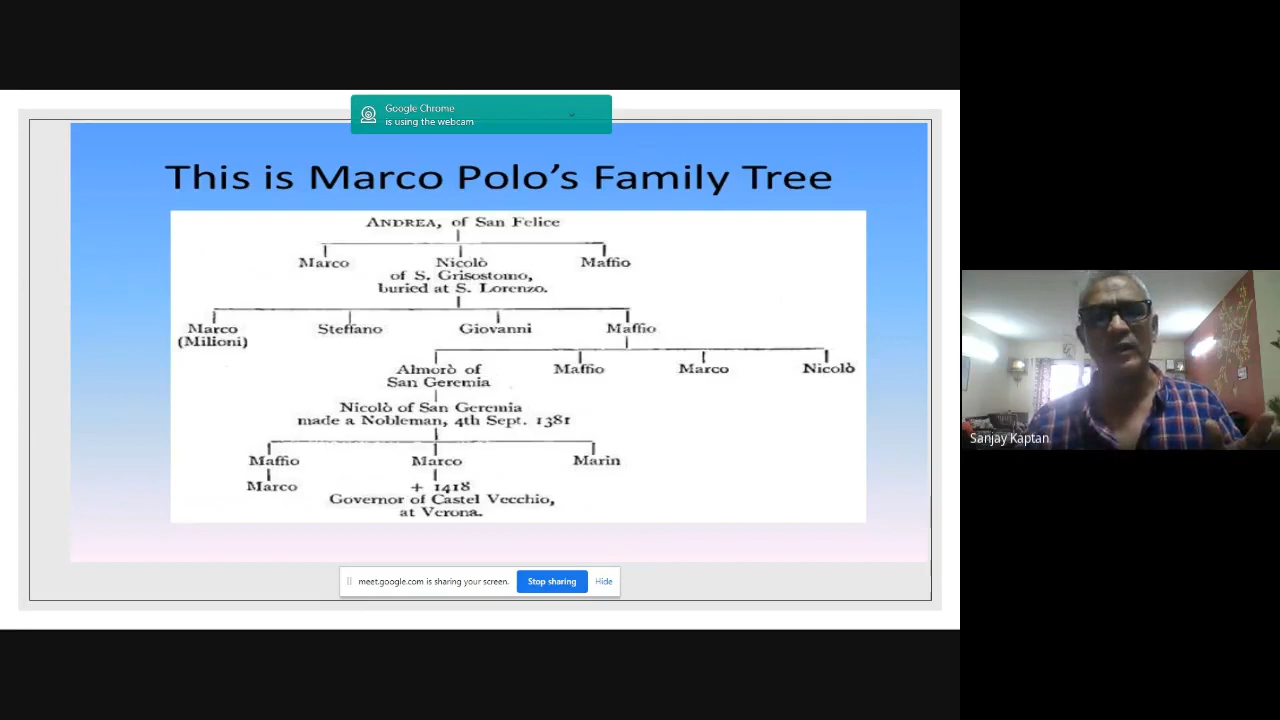 Google Chrome
is using the webcam
This is Marco Polo's Family Tree
ANDREA, of San Felice
Marco Nicolò Maffio
of S. Grisostomo,
buried at S. Lorenzo.
Marco Steffano Giovanni Maffio
(Milioni)
Almorò of Maffio Marco Nicolò
San Geremia
Nicolò of San Geremia
made a Nobleman, 4th Sept. 1381
Maffio Marco Marin
Marco + 1418
Governor of Castel Vecchio,
at Verona.
meet.google.com is sharing your screen. Stop sharing Hide
Sanjay Kaptan